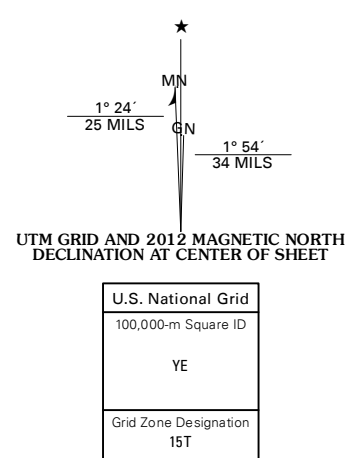 ★
MN
1° 24´
25 MILS
GN
1° 54´
34 MILS
UTM GRID AND 2012 MAGNETIC NORTH
DECLINATION AT CENTER OF SHEET
U.S. National Grid
100,000-m Square ID
YE
Grid Zone Designation
15T